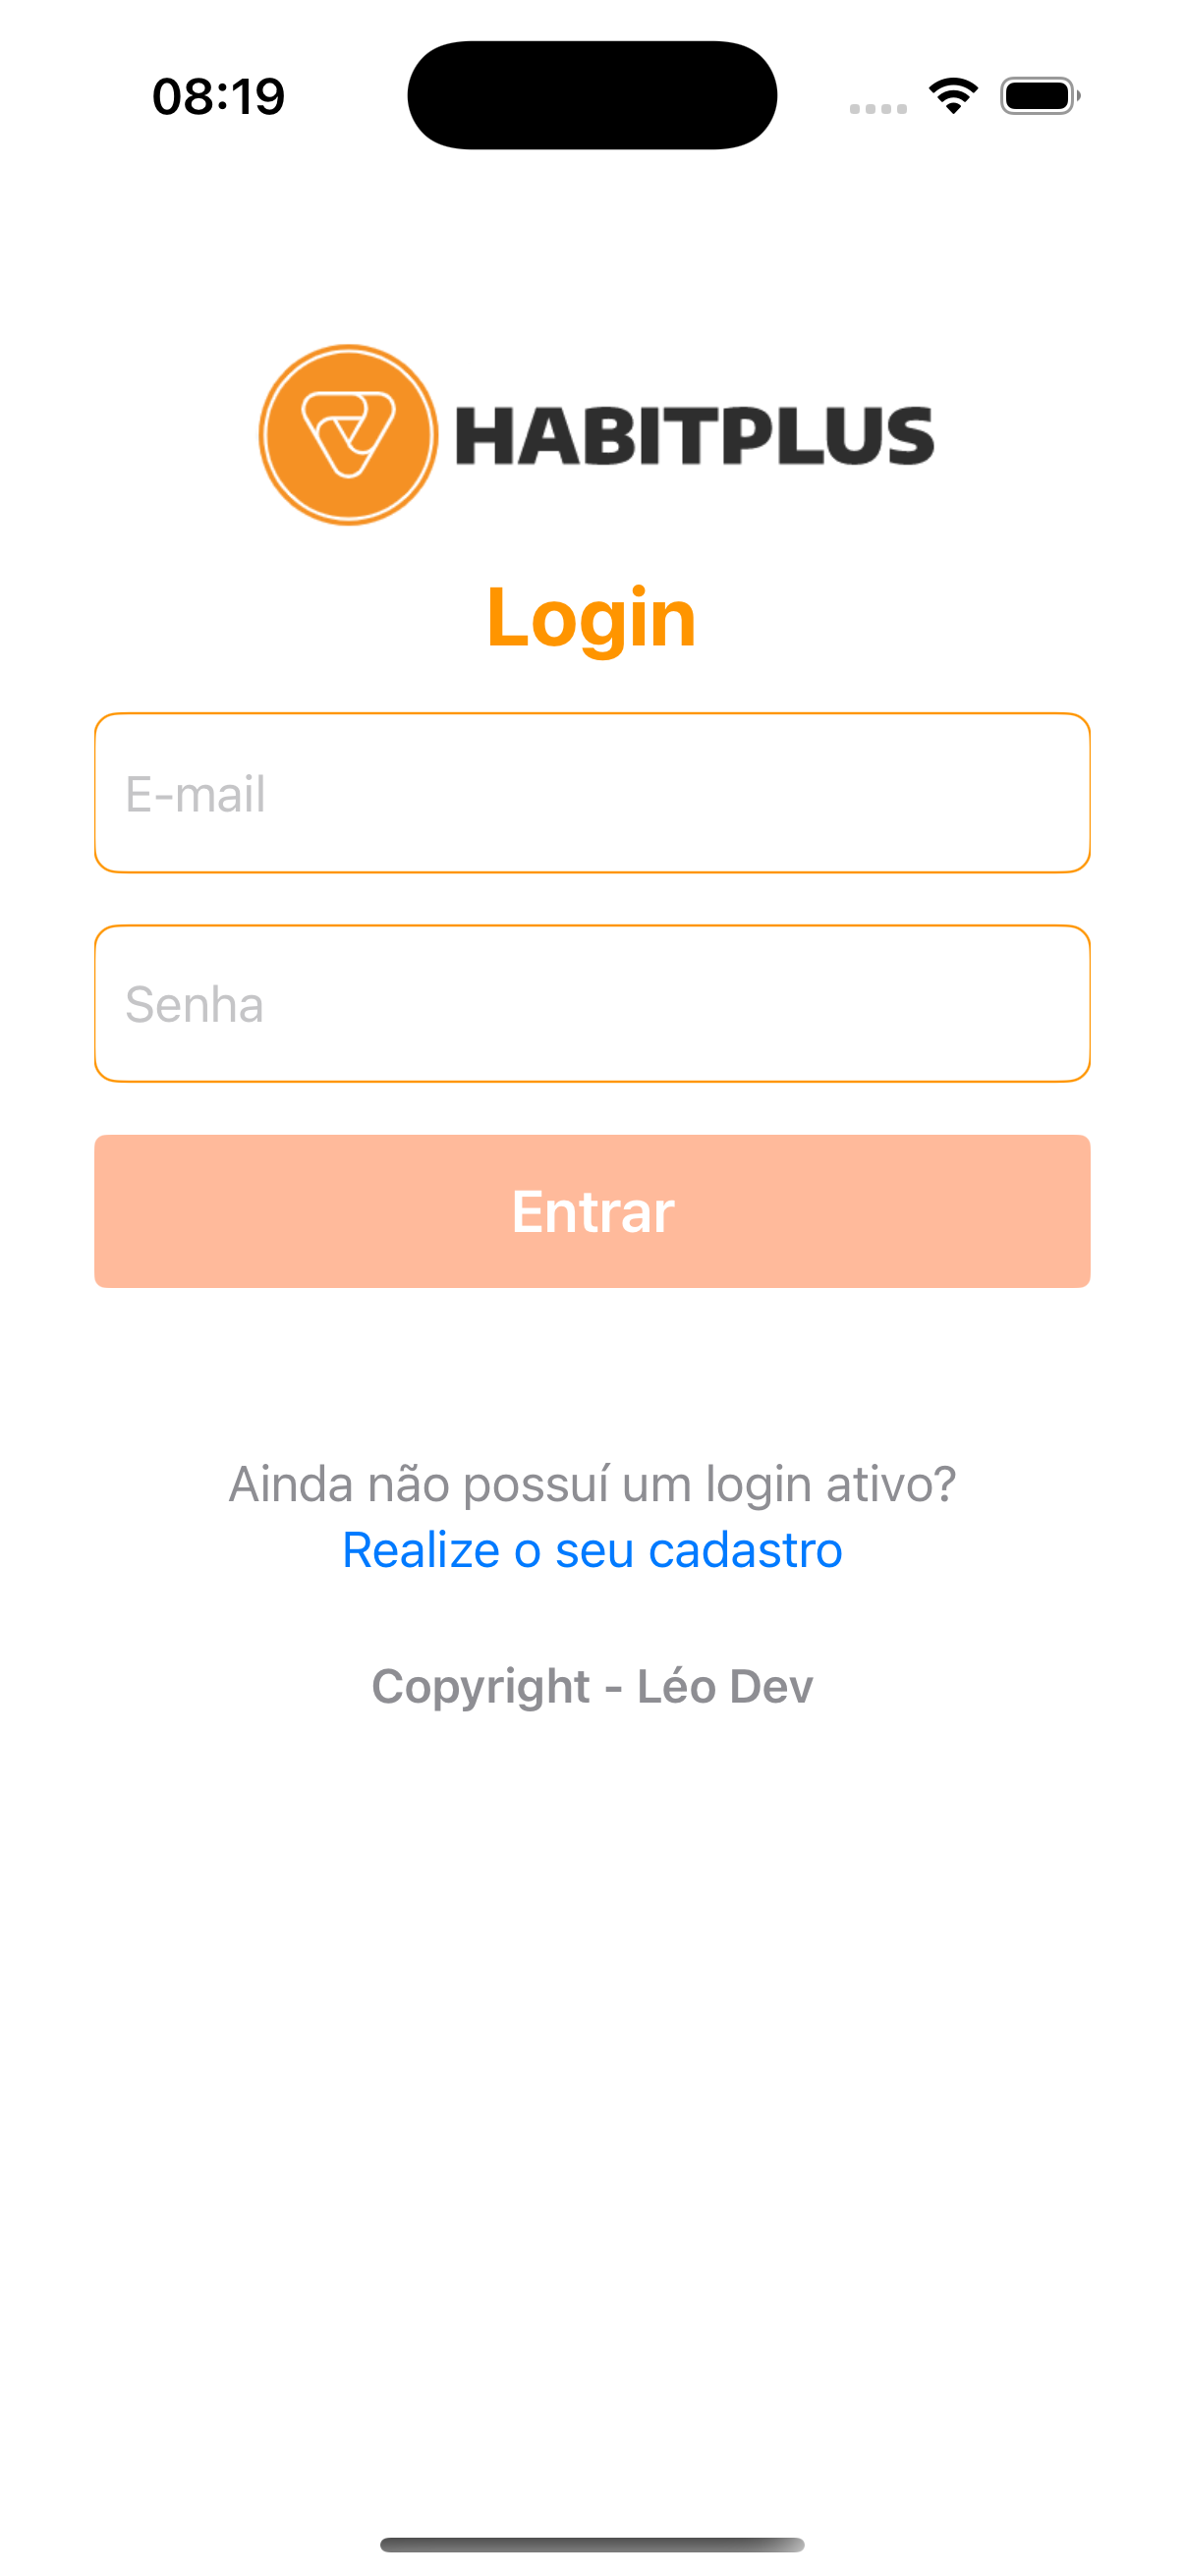 08:19
HABITPLUS
Login
E-mail
Senha
Entrar
Ainda não possuí um login ativo?
Realize o seu cadastro
Copyright - Léo Dev